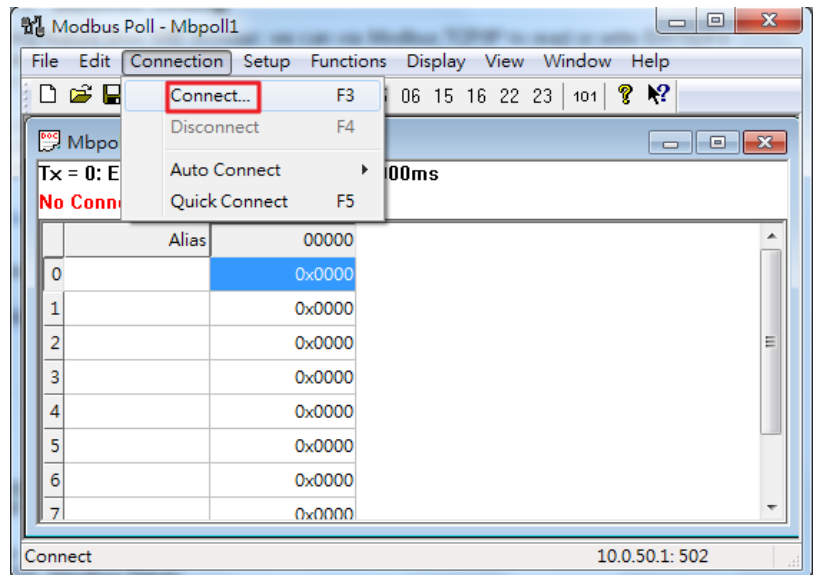 Modbus Poll - Mbpoll1
File Edit Connection Setup Functions Display View Window Help
Connect... F3
06 15 16 22 23 101
Disconnect F4
Mbpo
Auto Connect
Tx = 0: E 00ms
Quick Connect F5
No Conn
Alias 00000
0 0x0000
1 0x0000
2 0x0000
3 0x0000
4 0x0000
5 0x0000
6 0x0000
7 0x0000
Connect 10.0.50.1: 502